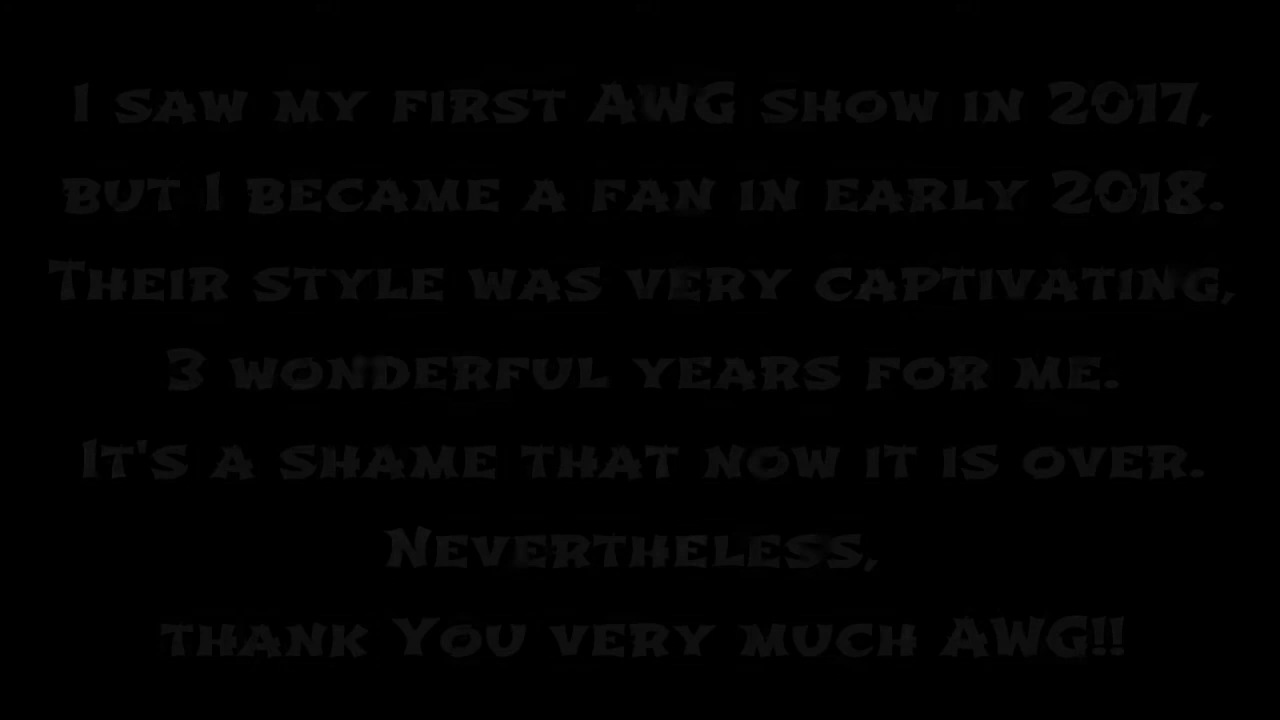 I saw my first AWG show in 2017,
but I became a fan in early 2018.
Their style was very captivating,
3 wonderful years for me.
It's a shame that now it is over.
Nevertheless,
thank You very much AWG!!